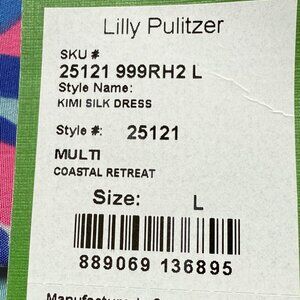 Lilly Pulitzer
SKU #
25121 999RH2 L
Style Name:
KIMI SILK DRESS
Style #: 25121
MULTI
COASTAL RETREAT
Size: L
889069 136895